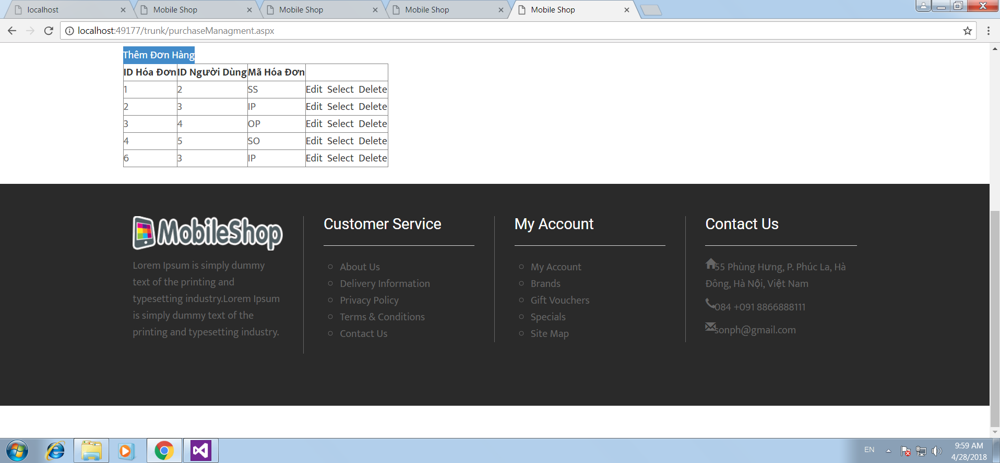 localhost
Mobile Shop
Mobile Shop
Mobile Shop
Mobile Shop
localhost:49177/trunk/purchaseManagment.aspx
Thêm Đơn Hàng
ID Hóa Đơn ID Người Dùng Mã Hóa Đơn
1 2 SS Edit Select Delete
2 3 IP Edit Select Delete
3 4 OP Edit Select Delete
4 5 SO Edit Select Delete
6 3 IP Edit Select Delete
MobileShop
Lorem Ipsum is simply dummy
text of the printing and
typesetting industry.Lorem Ipsum
is simply dummy text of the
printing and typesetting industry.
Customer Service
About Us
Delivery Information
Privacy Policy
Terms & Conditions
Contact Us
My Account
My Account
Brands
Gift Vouchers
Specials
Site Map
Contact Us
55 Phùng Hưng, P. Phúc La, Hà
Đông, Hà Nội, Việt Nam
084 +091 8866888111
sonph@gmail.com
EN
9:59 AM
4/28/2018